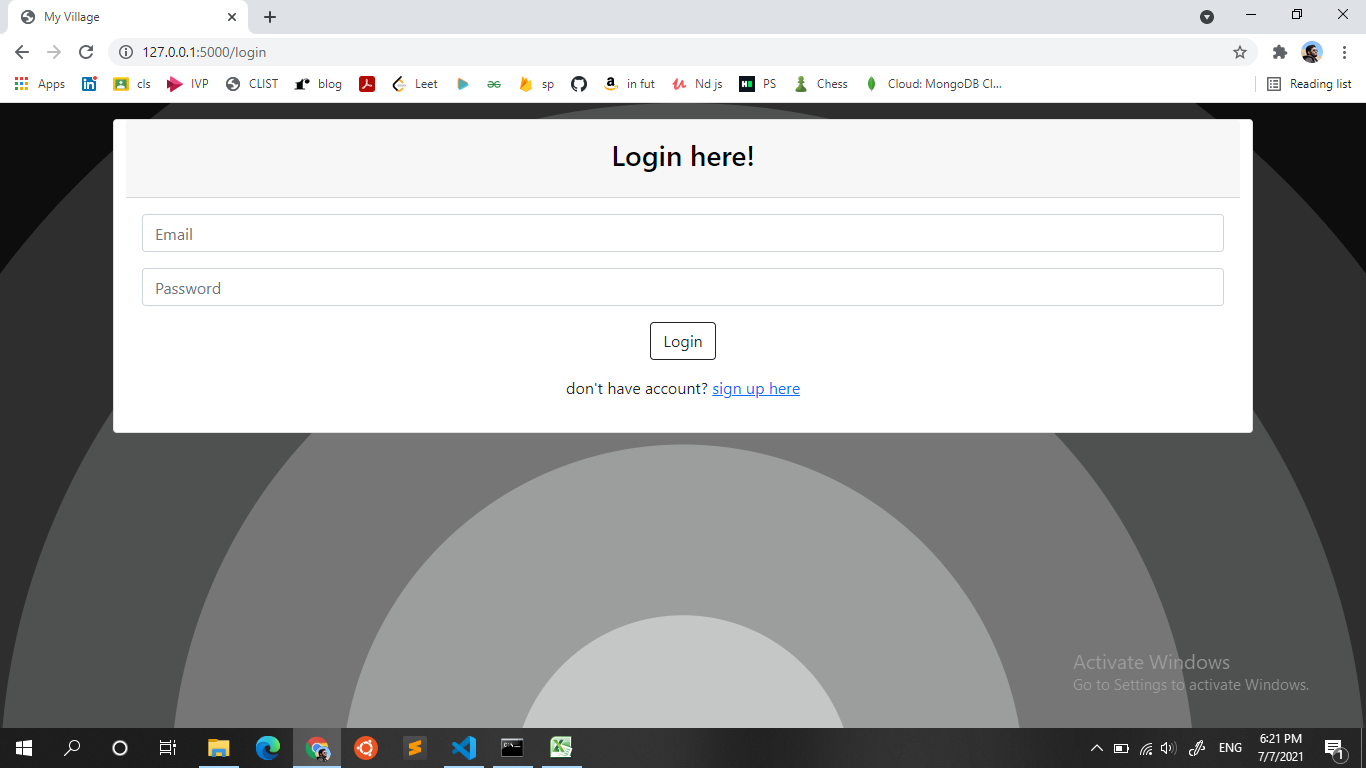 My Village
127.0.0.1:5000/login
Apps cls IVP CLIST blog Leet sp in fut Nd js PS Chess Cloud: MongoDB Cl... Reading list
Login here!
Email
Password
Login
don't have account? sign up here
Activate Windows
Go to Settings to activate Windows.
ENG
6:21 PM
7/7/2021
1